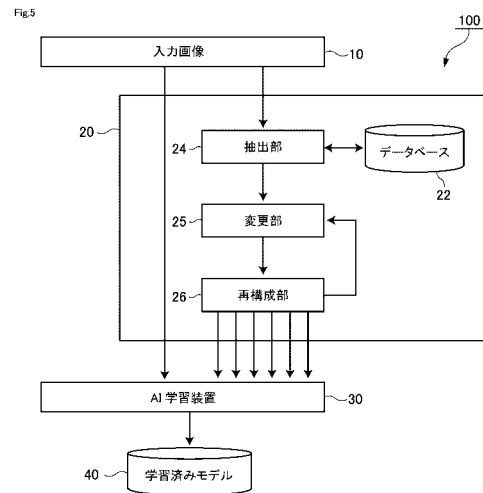 Fig.5
100
入力画像
10
20
24
抽出部
データベース
22
25
変更部
26
再構成部
AI学習装置
30
40
学習済みモデル